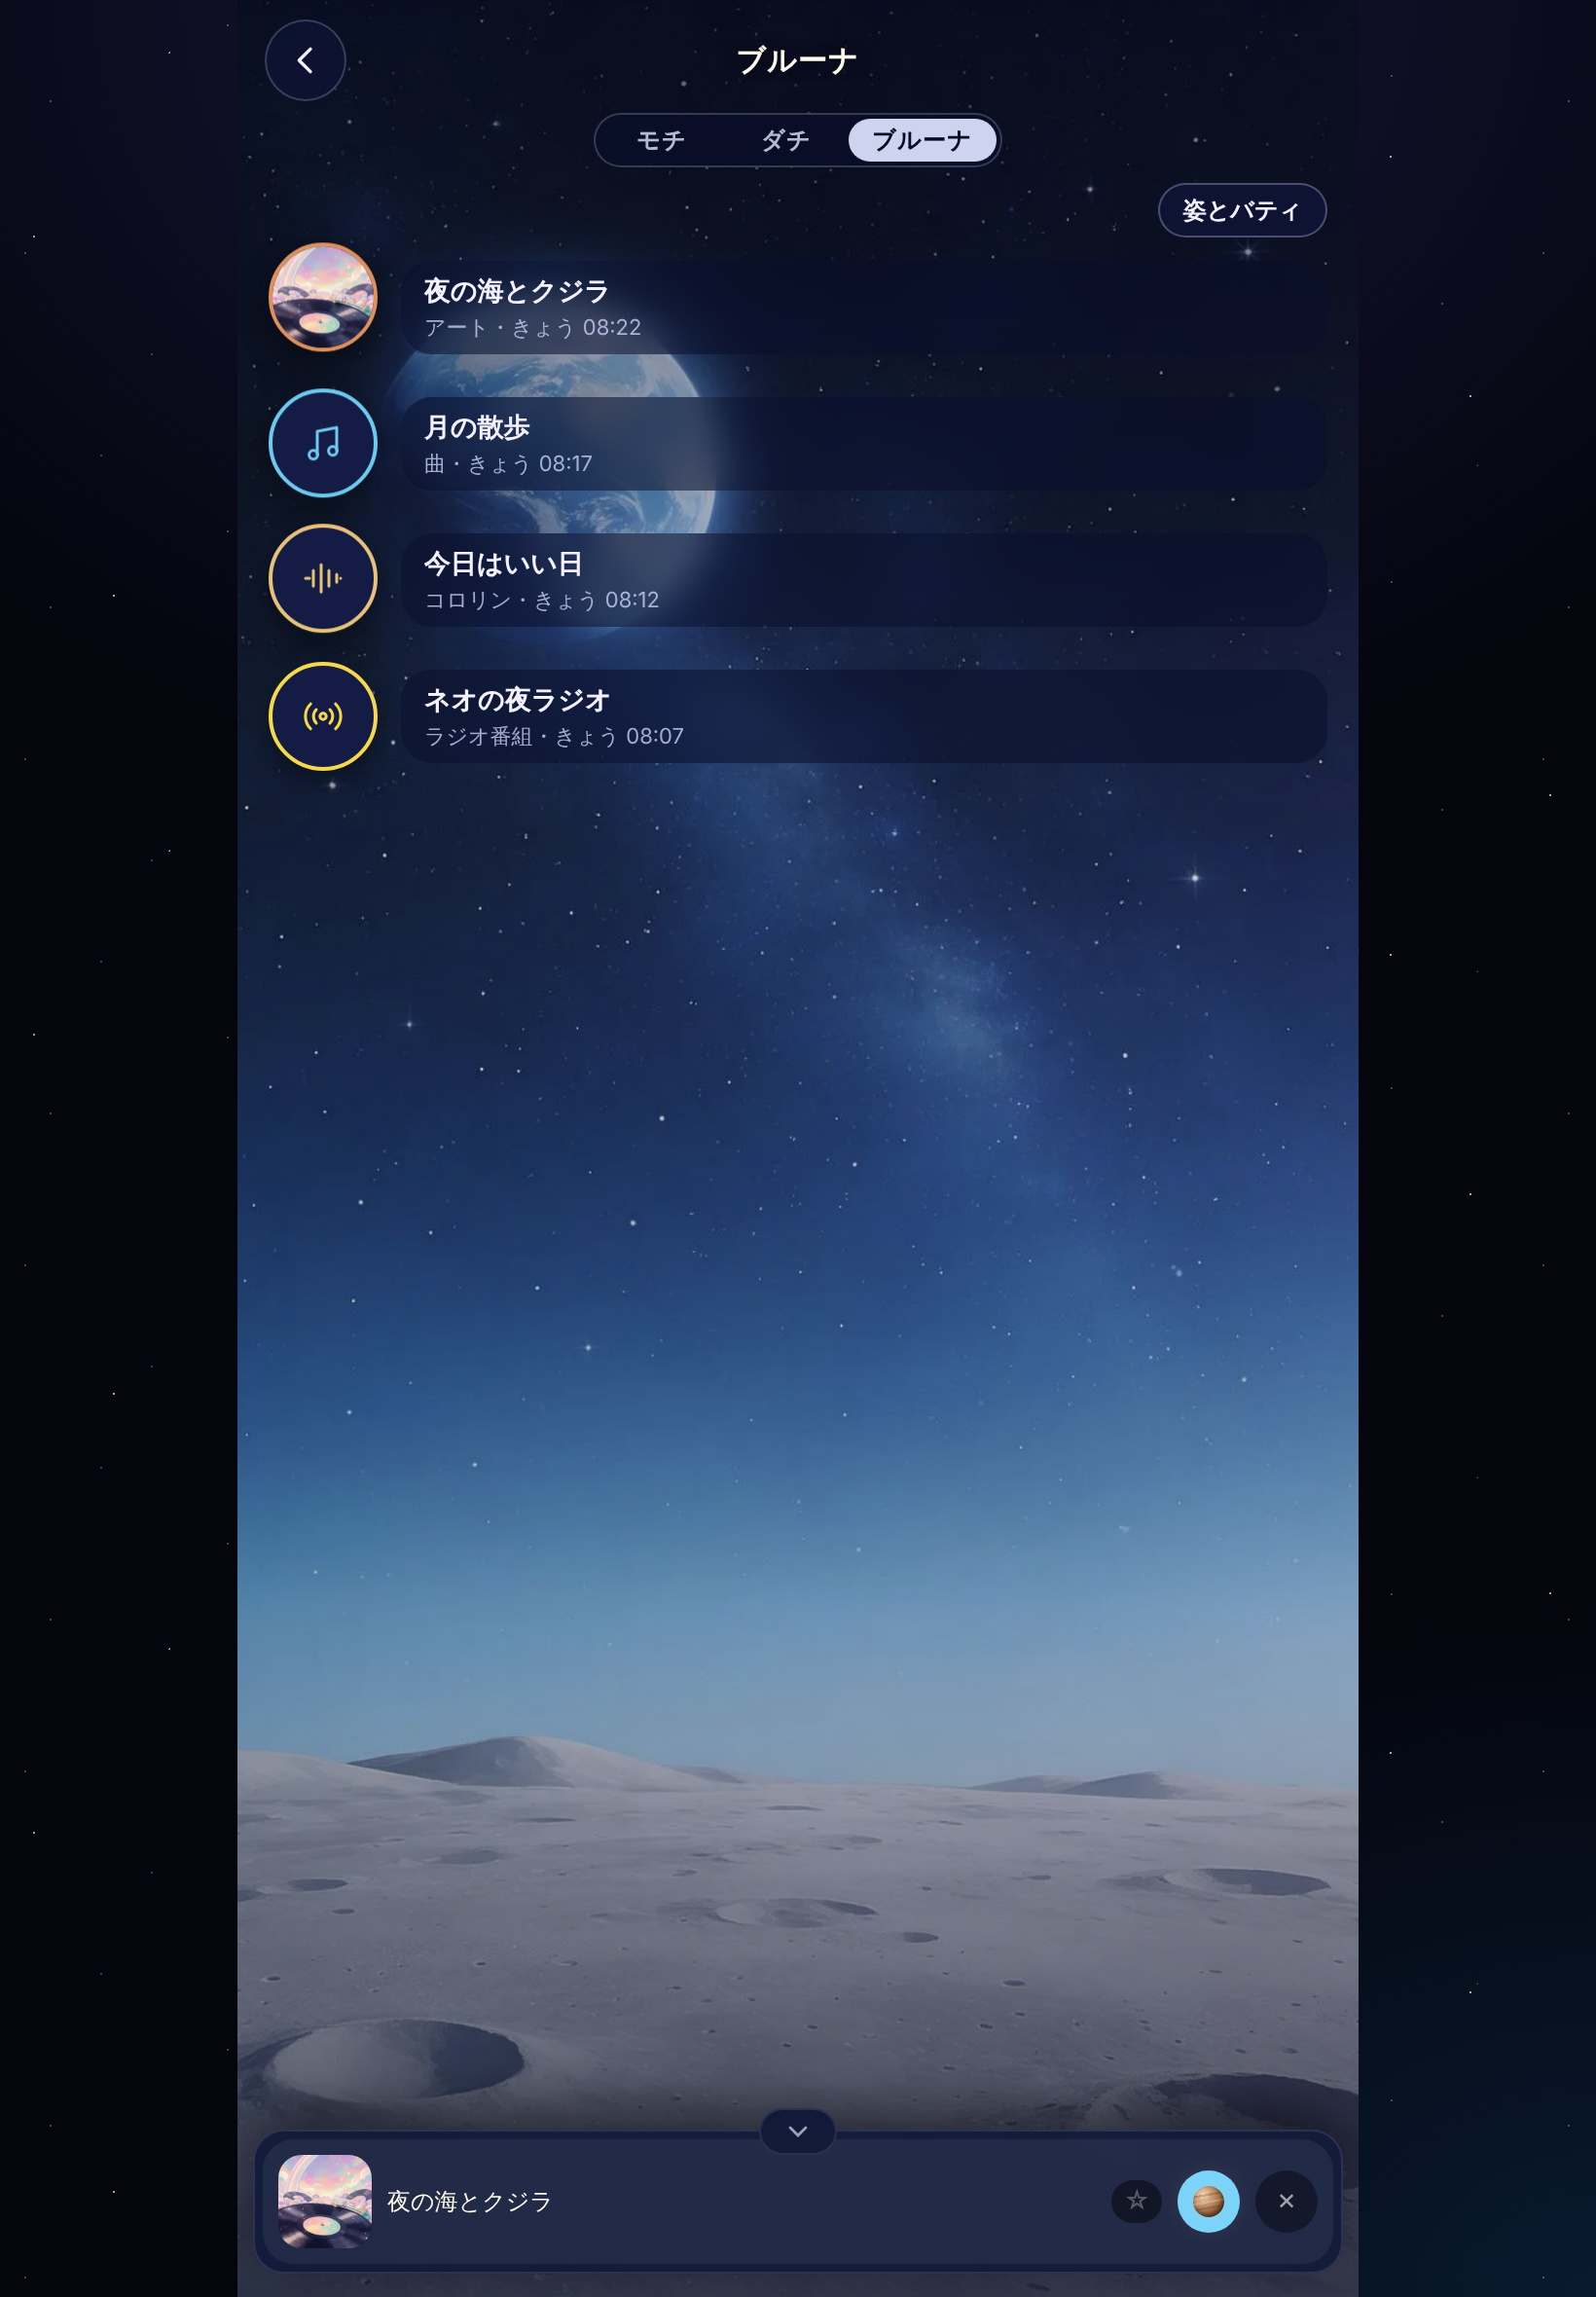 ブルーナ
モチ ダチ ブルーナ
姿とバティ
夜の海とクジラ
アート・きょう 08:22
月の散歩
曲・きょう 08:17
今日はいい日
コロリン・きょう 08:12
ネオの夜ラジオ
ラジオ番組・きょう 08:07
夜の海とクジラ